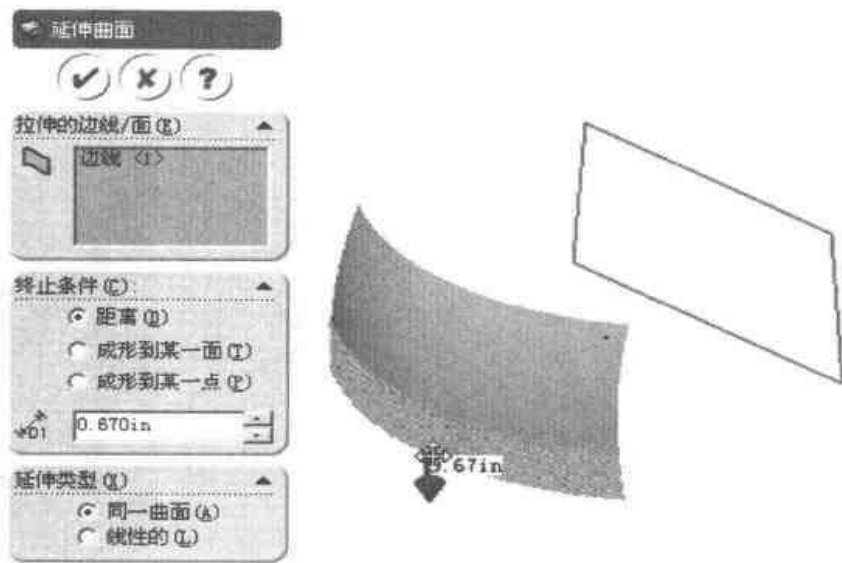 延伸曲面
?
拉伸的边线/面(E)
边线 <1>
终止条件(C):
距离(D)
成形到某一面(T)
成形到某一点(P)
D1
0.670in
.67in
延伸类型(X)
同一曲面(A)
线性的(L)